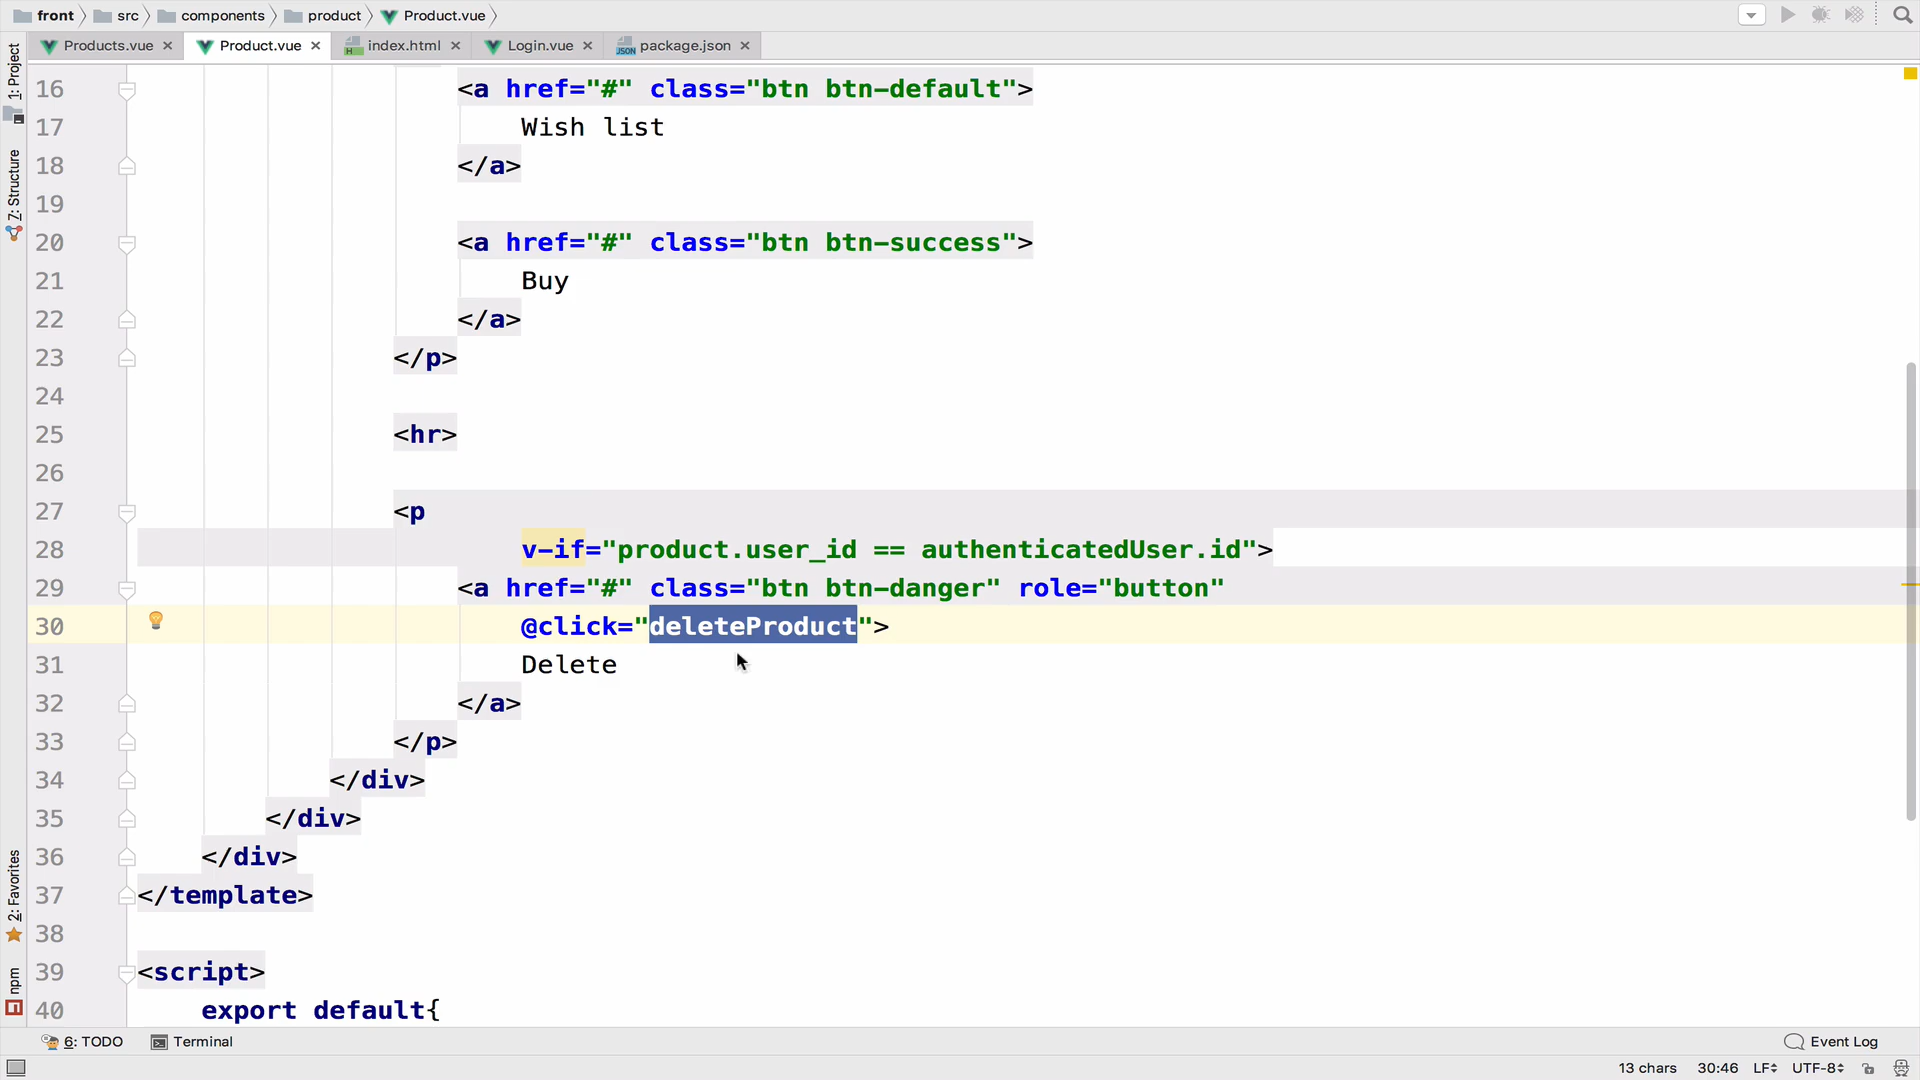 front src components product Product.vue
Products.vue Product.vue index.html Login.vue package.json
1: Project
7: Structure
2: Favorites
npm
16 <a href="#" class="btn btn-default">
17 Wish list
18 </a>
19
20 <a href="#" class="btn btn-success">
21 Buy
22 </a>
23 </p>
24
25 <hr>
26
27 <p
28 v-if="product.user_id == authenticatedUser.id">
29 <a href="#" class="btn btn-danger" role="button"
30 @click="deleteProduct">
31 Delete
32 </a>
33 </p>
34 </div>
35 </div>
36 </div>
37 </template>
38
39 <script>
40 export default{
6: TODO Terminal Event Log
13 chars 30:46 LF UTF-8